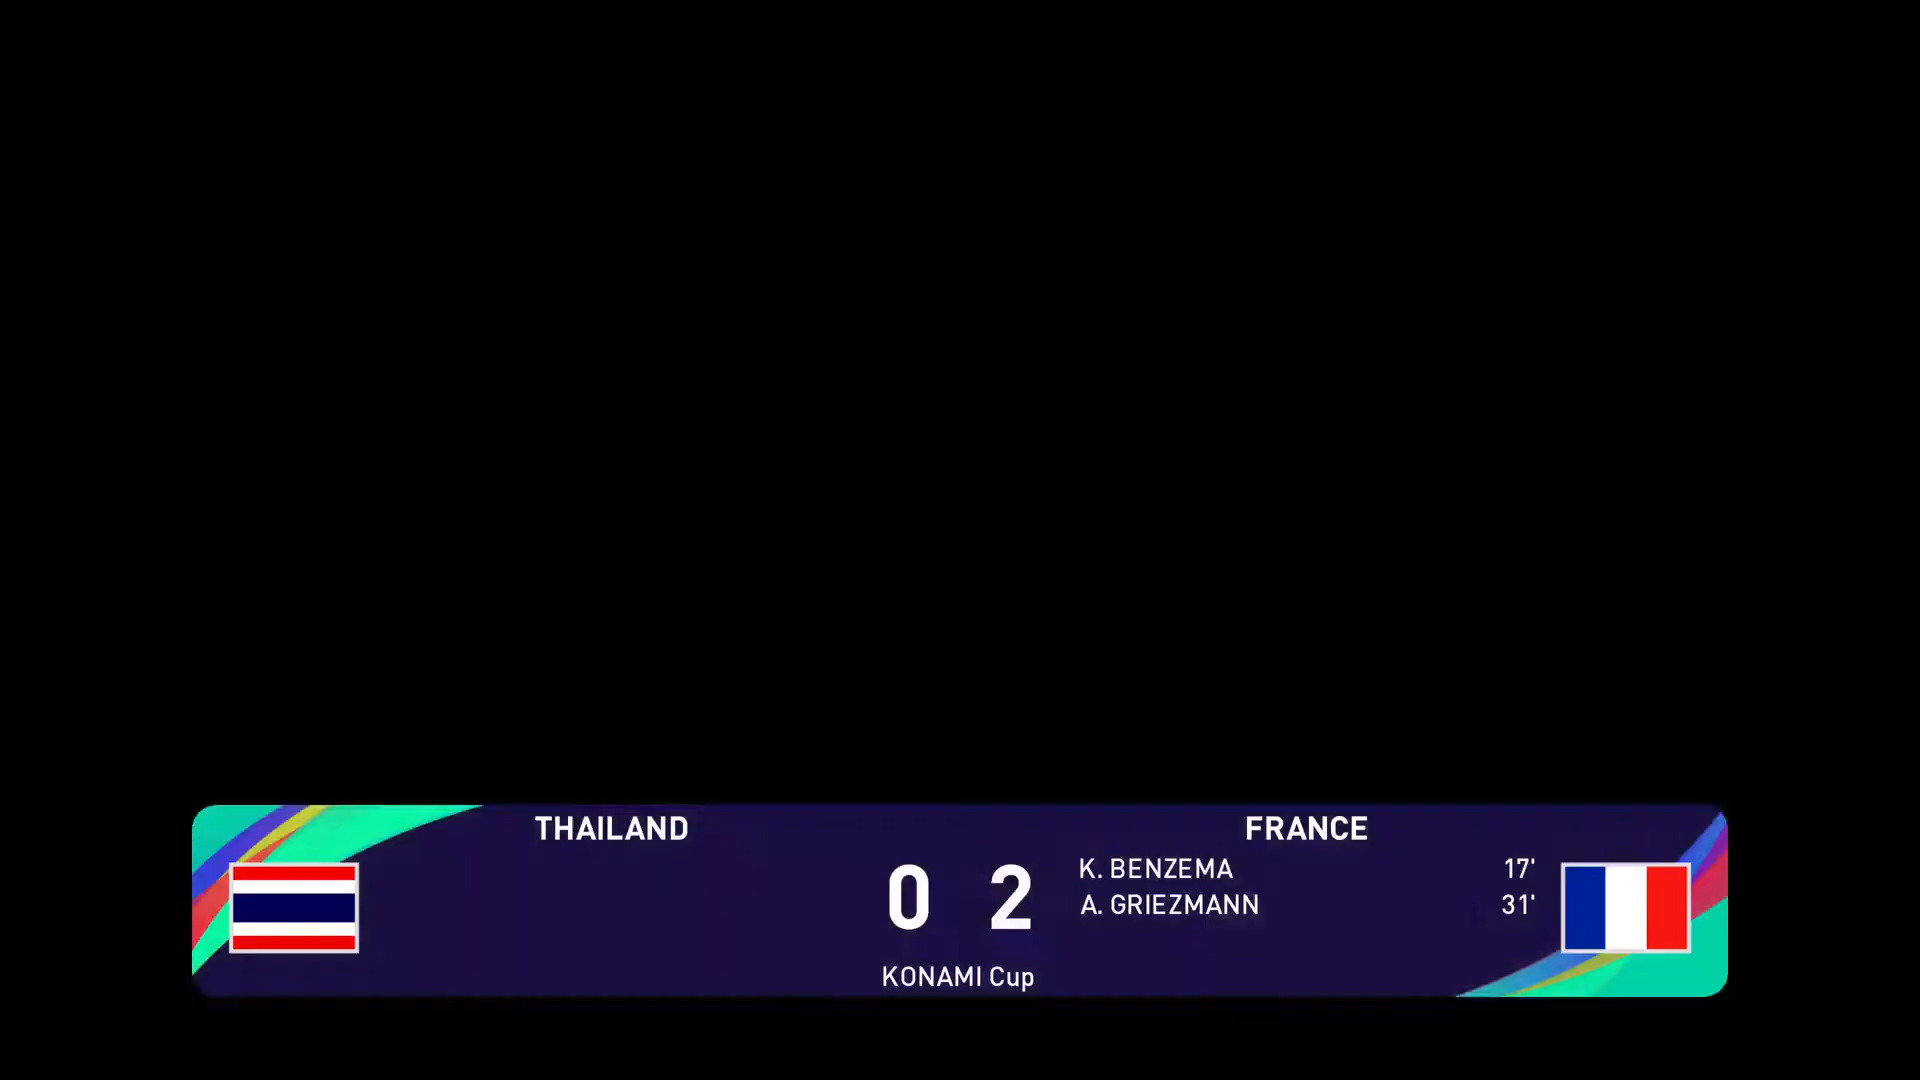 THAILAND
FRANCE
0 2
K. BENZEMA 17'
A. GRIEZMANN 31'
KONAMI Cup